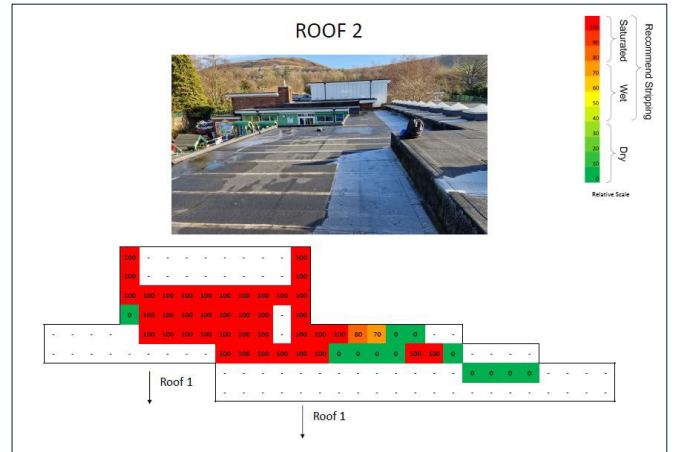 ROOF 2
100
90
80
70
60
50
40
30
20
10
0
Saturated
Wet
Dry
Recommend Stripping
Relative Scale
100 - - - - - - - - 100
100 - - - - - - - - 100
100 100 100 100 100 100 100 100 100 100
0 100 100 100 100 100 100 100 - 100
- - - - - 100 100 100 100 100 100 100 - 100 100 100 80 70 0 0 - -
- - - - - - - - - 100 100 100 100 100 100 0 0 0 0 100 100 0 - - - -
- - - - - - - - - - - - - 0 0 0 0 - - - -
- - - - - - - - - - - - - - - - - - - - -
Roof 1
Roof 1